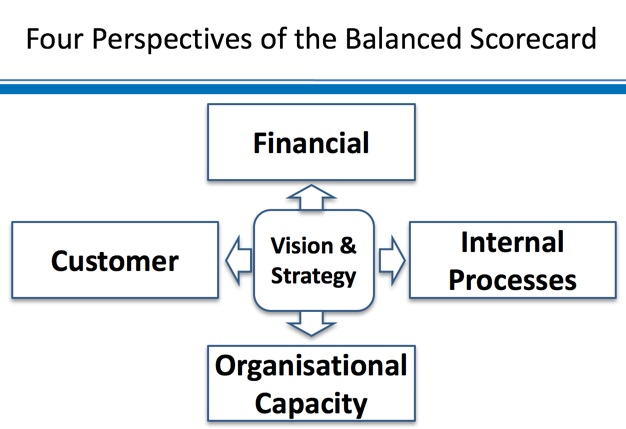 Four Perspectives of the Balanced Scorecard
Financial
Customer
Vision &
Strategy
Internal
Processes
Organisational
Capacity